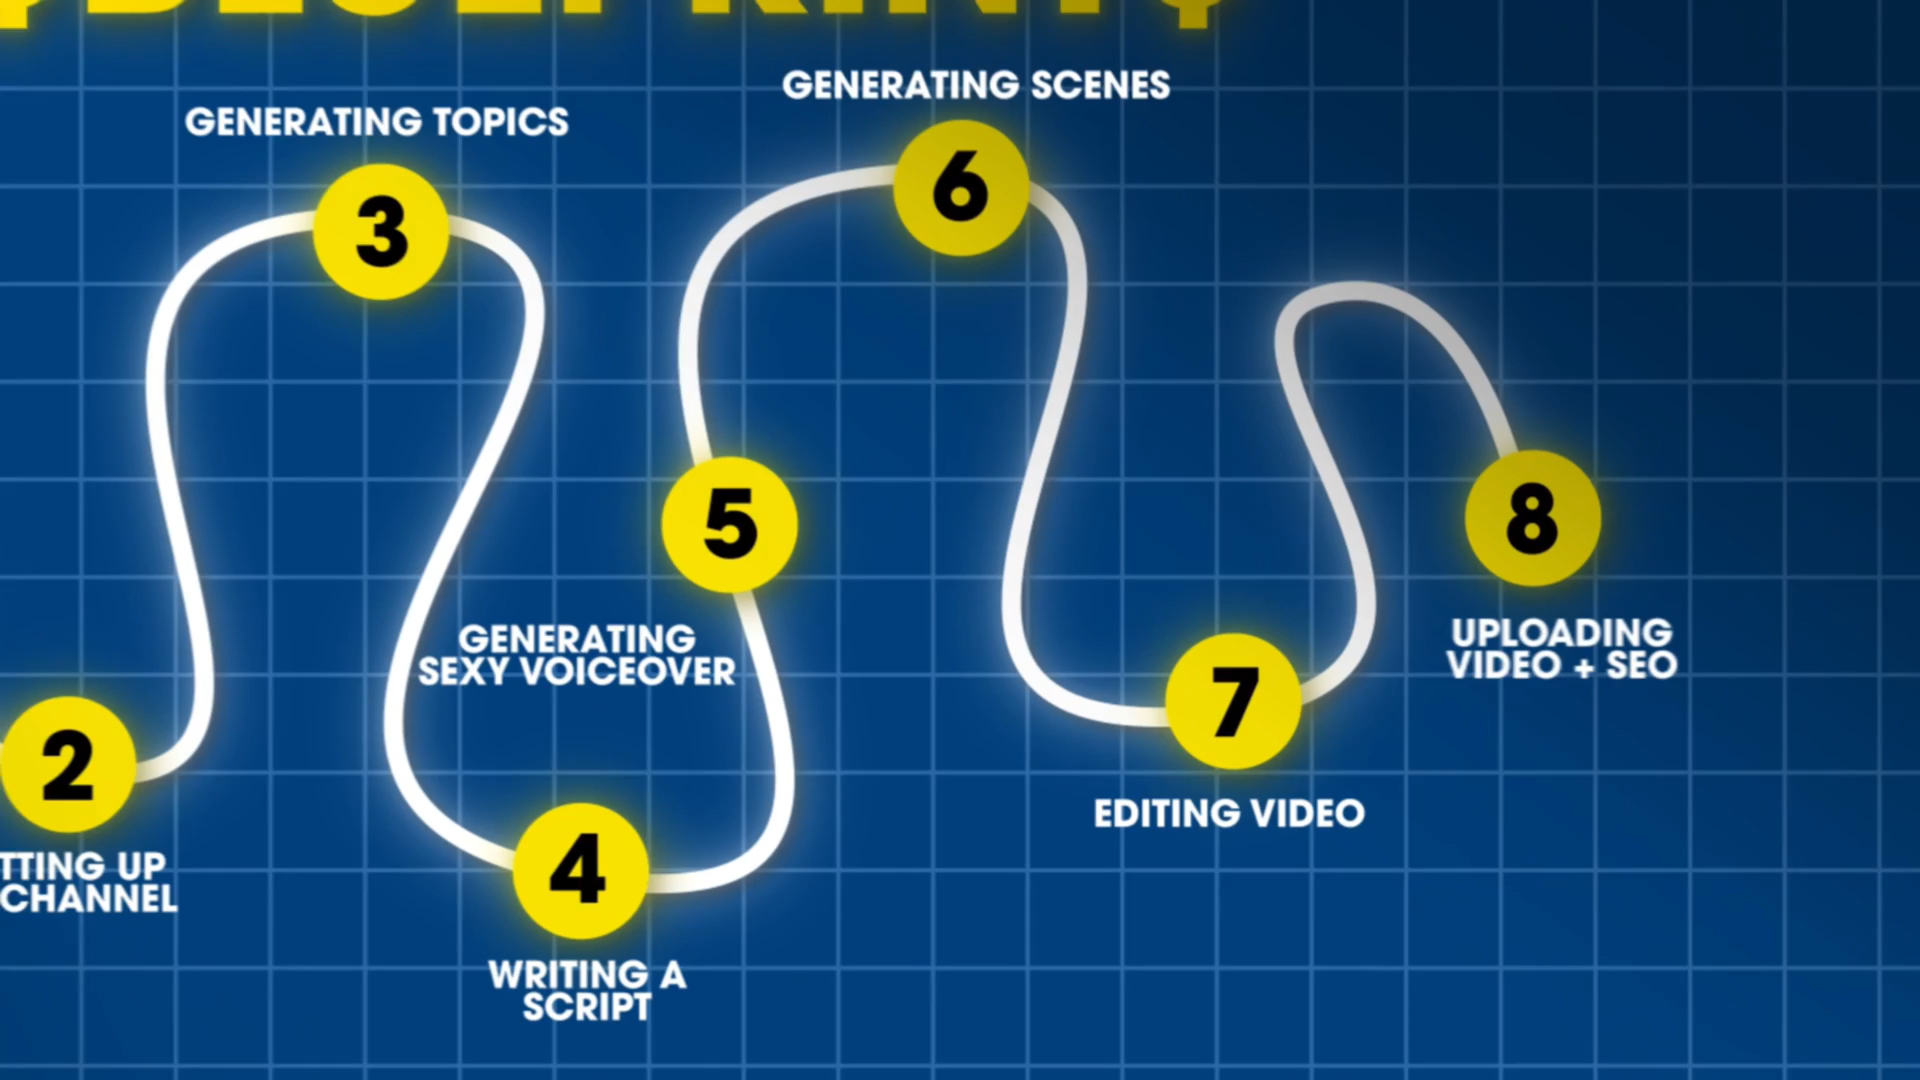 $BLUEPRINT$
GENERATING SCENES
GENERATING TOPICS
6
3
5
8
GENERATING
SEXY VOICEOVER
UPLOADING
VIDEO + SEO
7
2
EDITING VIDEO
4
TTING UP
CHANNEL
WRITING A
SCRIPT